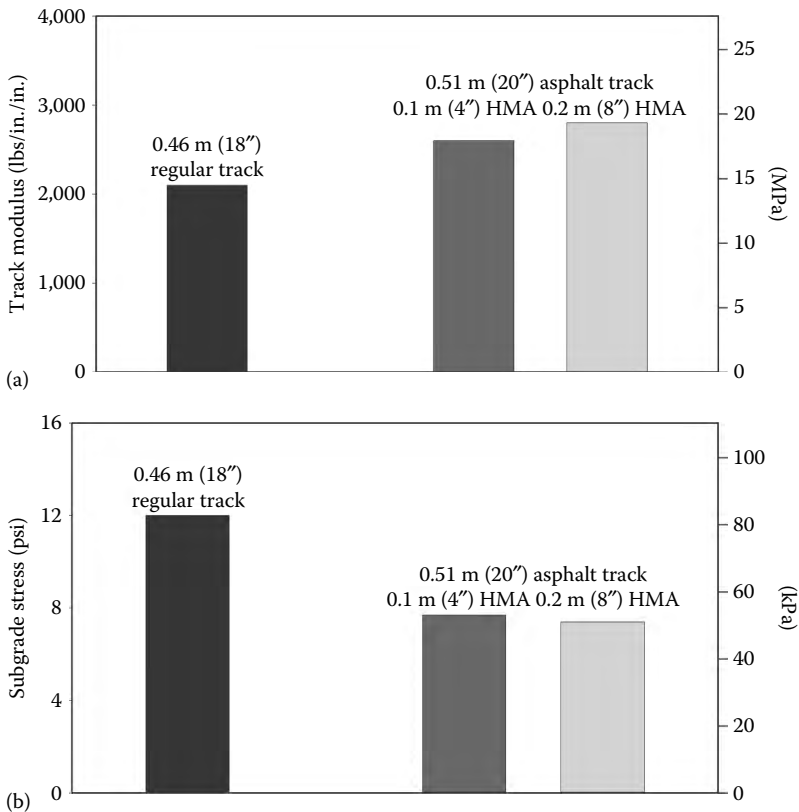 4,000
3,000
2,000
1,000
0
Track modulus (lbs/in./in.)
0.46 m (18″)
regular track
0.51 m (20″) asphalt track
0.1 m (4″) HMA 0.2 m (8″) HMA
25
20
15
10
5
0
(MPa)
(a)
16
12
8
4
0
Subgrade stress (psi)
0.46 m (18″)
regular track
0.51 m (20″) asphalt track
0.1 m (4″) HMA 0.2 m (8″) HMA
100
80
60
40
20
0
(kPa)
(b)